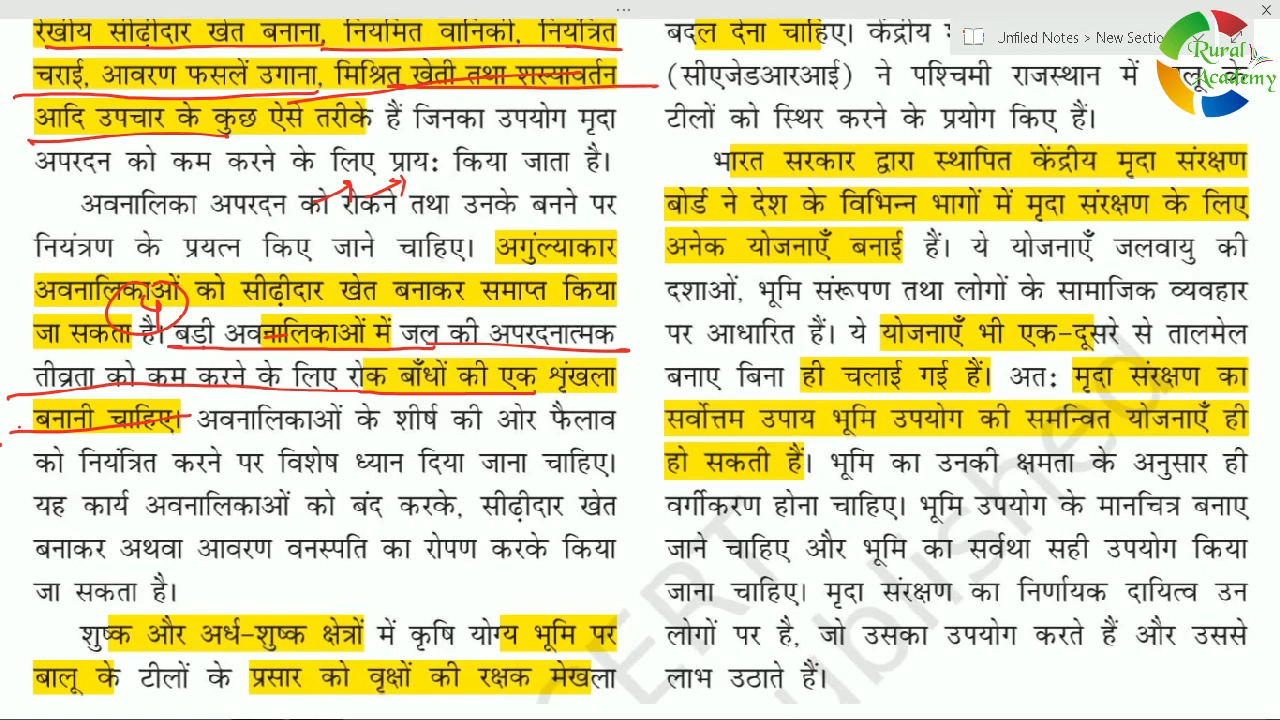 रेखीय सीढ़ीदार खेत बनाना, नियमित वानिकी, नियंत्रित
चराई, आवरण फसलें उगाना, मिश्रित खेती तथा शस्यावर्तन
आदि उपचार के कुछ ऐसे तरीके हैं जिनका उपयोग मृदा
अपरदन को कम करने के लिए प्राय: किया जाता है।
अवनालिका अपरदन को रोकने तथा उनके बनने पर
नियंत्रण के प्रयत्न किए जाने चाहिए। अगुंल्याकार
अवनालिकाओं को सीढ़ीदार खेत बनाकर समाप्त किया
जा सकता है। बड़ी अवनालिकाओं में जल की अपरदनात्मक
तीव्रता को कम करने के लिए रोक बाँधों की एक शृंखला
बनानी चाहिए। अवनालिकाओं के शीर्ष की ओर फैलाव
को नियंत्रित करने पर विशेष ध्यान दिया जाना चाहिए।
यह कार्य अवनालिकाओं को बंद करके, सीढ़ीदार खेत
बनाकर अथवा आवरण वनस्पति का रोपण करके किया
जा सकता है।
शुष्क और अर्ध-शुष्क क्षेत्रों में कृषि योग्य भूमि पर
बालू के टीलों के प्रसार को वृक्षों की रक्षक मेखला
बदल देना चाहिए। केंद्रीय
(सीएजेडआरआई) ने पश्चिमी राजस्थान में
टीलों को स्थिर करने के प्रयोग किए हैं।
भारत सरकार द्वारा स्थापित केंद्रीय मृदा संरक्षण
बोर्ड ने देश के विभिन्न भागों में मृदा संरक्षण के लिए
अनेक योजनाएँ बनाई हैं। ये योजनाएँ जलवायु की
दशाओं, भूमि संरूपण तथा लोगों के सामाजिक व्यवहार
पर आधारित हैं। ये योजनाएँ भी एक-दूसरे से तालमेल
बनाए बिना ही चलाई गई हैं। अत: मृदा संरक्षण का
सर्वोत्तम उपाय भूमि उपयोग की समन्वित योजनाएँ ही
हो सकती हैं। भूमि का उनकी क्षमता के अनुसार ही
वर्गीकरण होना चाहिए। भूमि उपयोग के मानचित्र बनाए
जाने चाहिए और भूमि का सर्वथा सही उपयोग किया
जाना चाहिए। मृदा संरक्षण का निर्णायक दायित्व उन
लोगों पर है, जो उसका उपयोग करते हैं और उससे
लाभ उठाते हैं।
Unfiled Notes > New Sectio
Rural
Academy
4